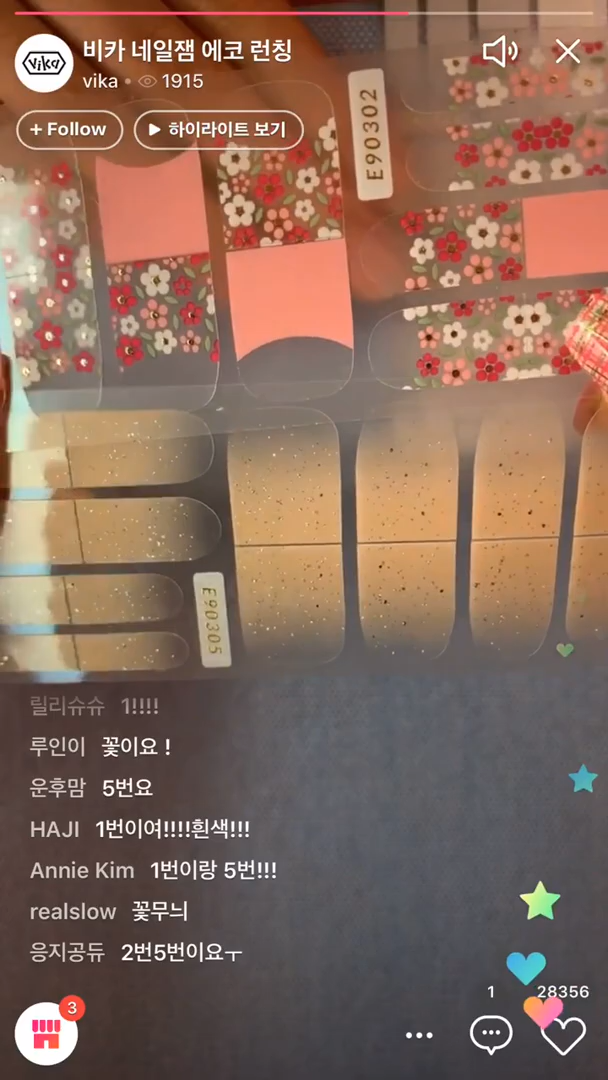 vika
비카 네일잼 에코 런칭
vika • 1915
+ Follow
하이라이트 보기
E90302
E90305
릴리슈슈 1!!!!
루인이 꽃이요 !
운후맘 5번요
HAJI 1번이여!!!!흰색!!!
Annie Kim 1번이랑 5번!!!
realslow 꽃무늬
응지공듀 2번5번이요ㅜ
1
28356
3